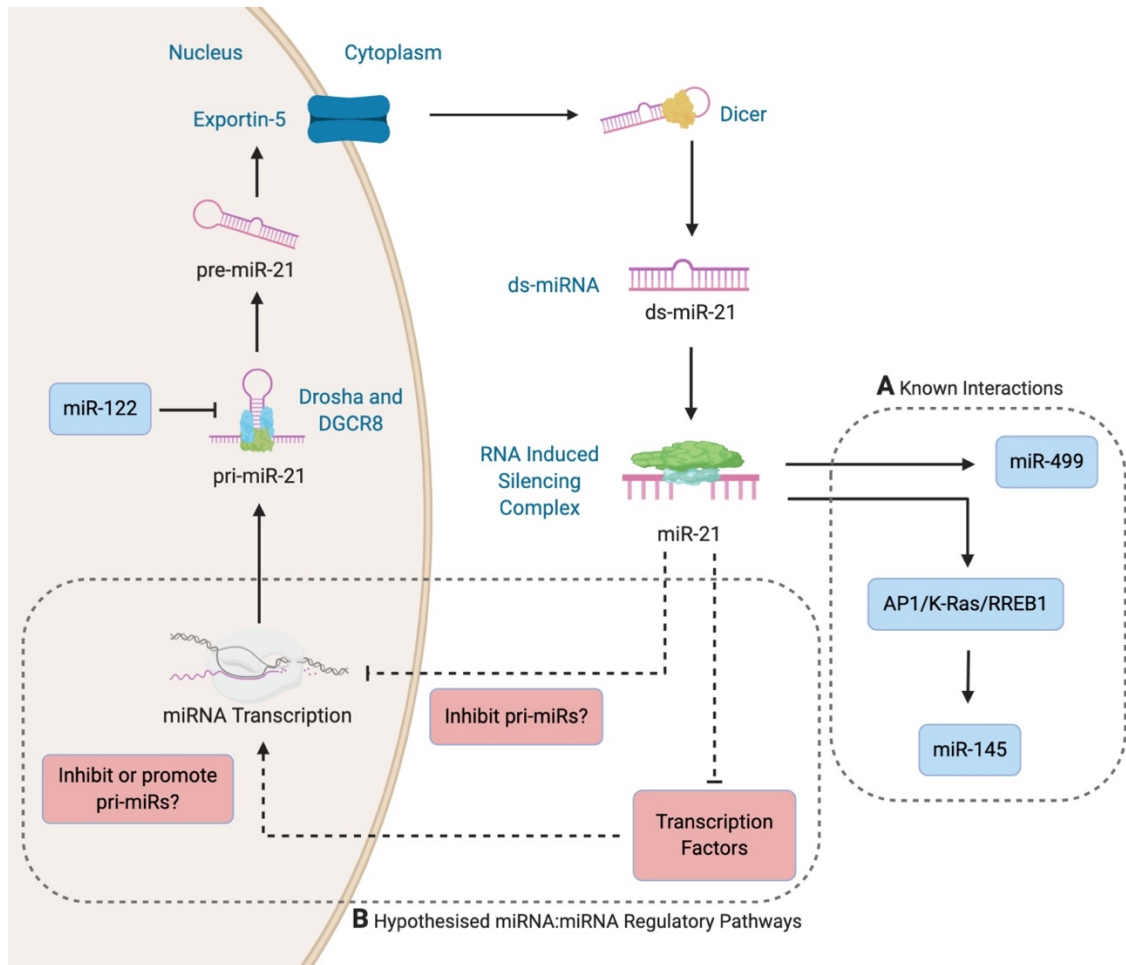 Nucleus
Cytoplasm
Exportin-5
Dicer
pre-miR-21
ds-miRNA
ds-miR-21
miR-122
Drosha and
DGCR8
pri-miR-21
RNA Induced
Silencing
Complex
miR-21
A Known Interactions
miR-499
AP1/K-Ras/RREB1
miR-145
miRNA Transcription
Inhibit pri-miRs?
Inhibit or promote
pri-miRs?
Transcription
Factors
B Hypothesised miRNA:miRNA Regulatory Pathways